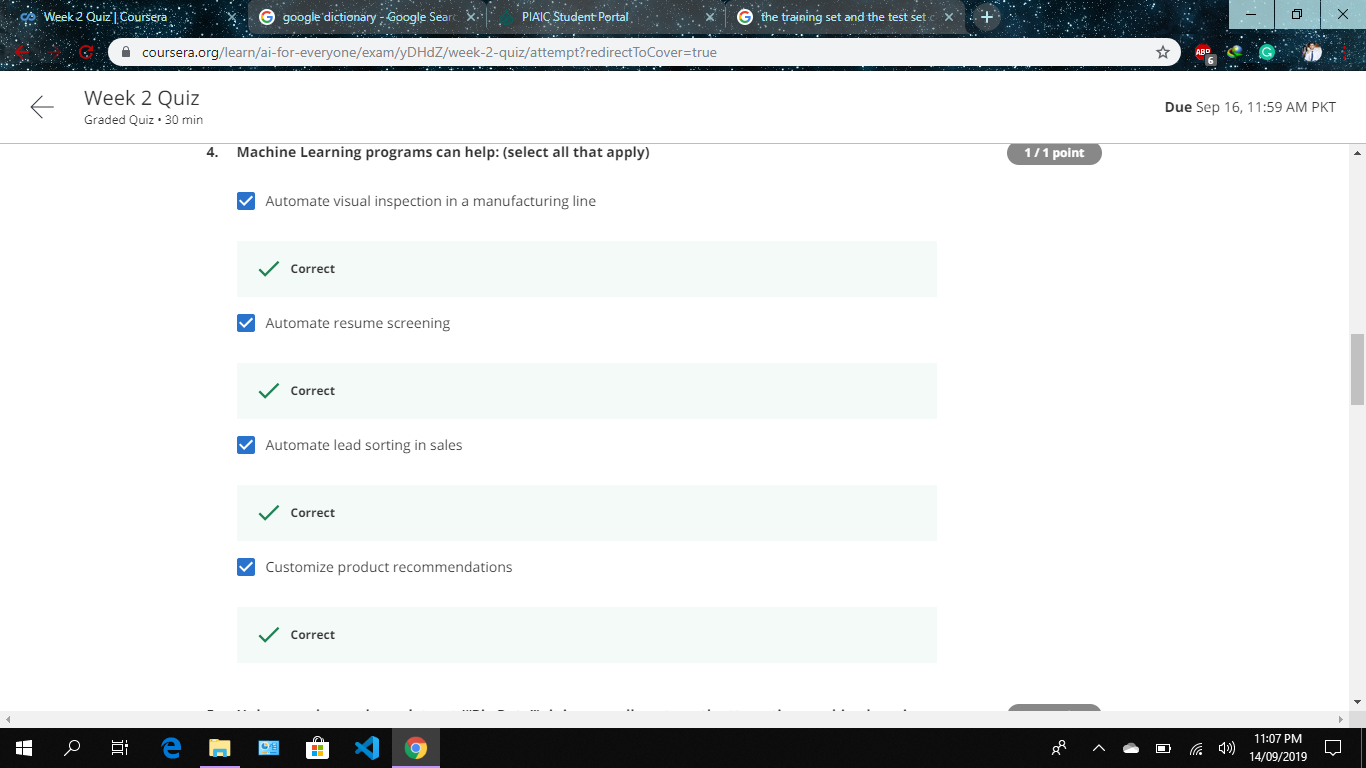 Week 2 Quiz | Coursera
google dictionary - Google Sear
PIAIC Student Portal
the training set and the test set
coursera.org/learn/ai-for-everyone/exam/yDHdZ/week-2-quiz/attempt?redirectToCover=true
ABP
6
Week 2 Quiz
Graded Quiz • 30 min
Due Sep 16, 11:59 AM PKT
4. Machine Learning programs can help: (select all that apply)
1 / 1 point
Automate visual inspection in a manufacturing line
Correct
Automate resume screening
Correct
Automate lead sorting in sales
Correct
Customize product recommendations
Correct
11:07 PM
14/09/2019